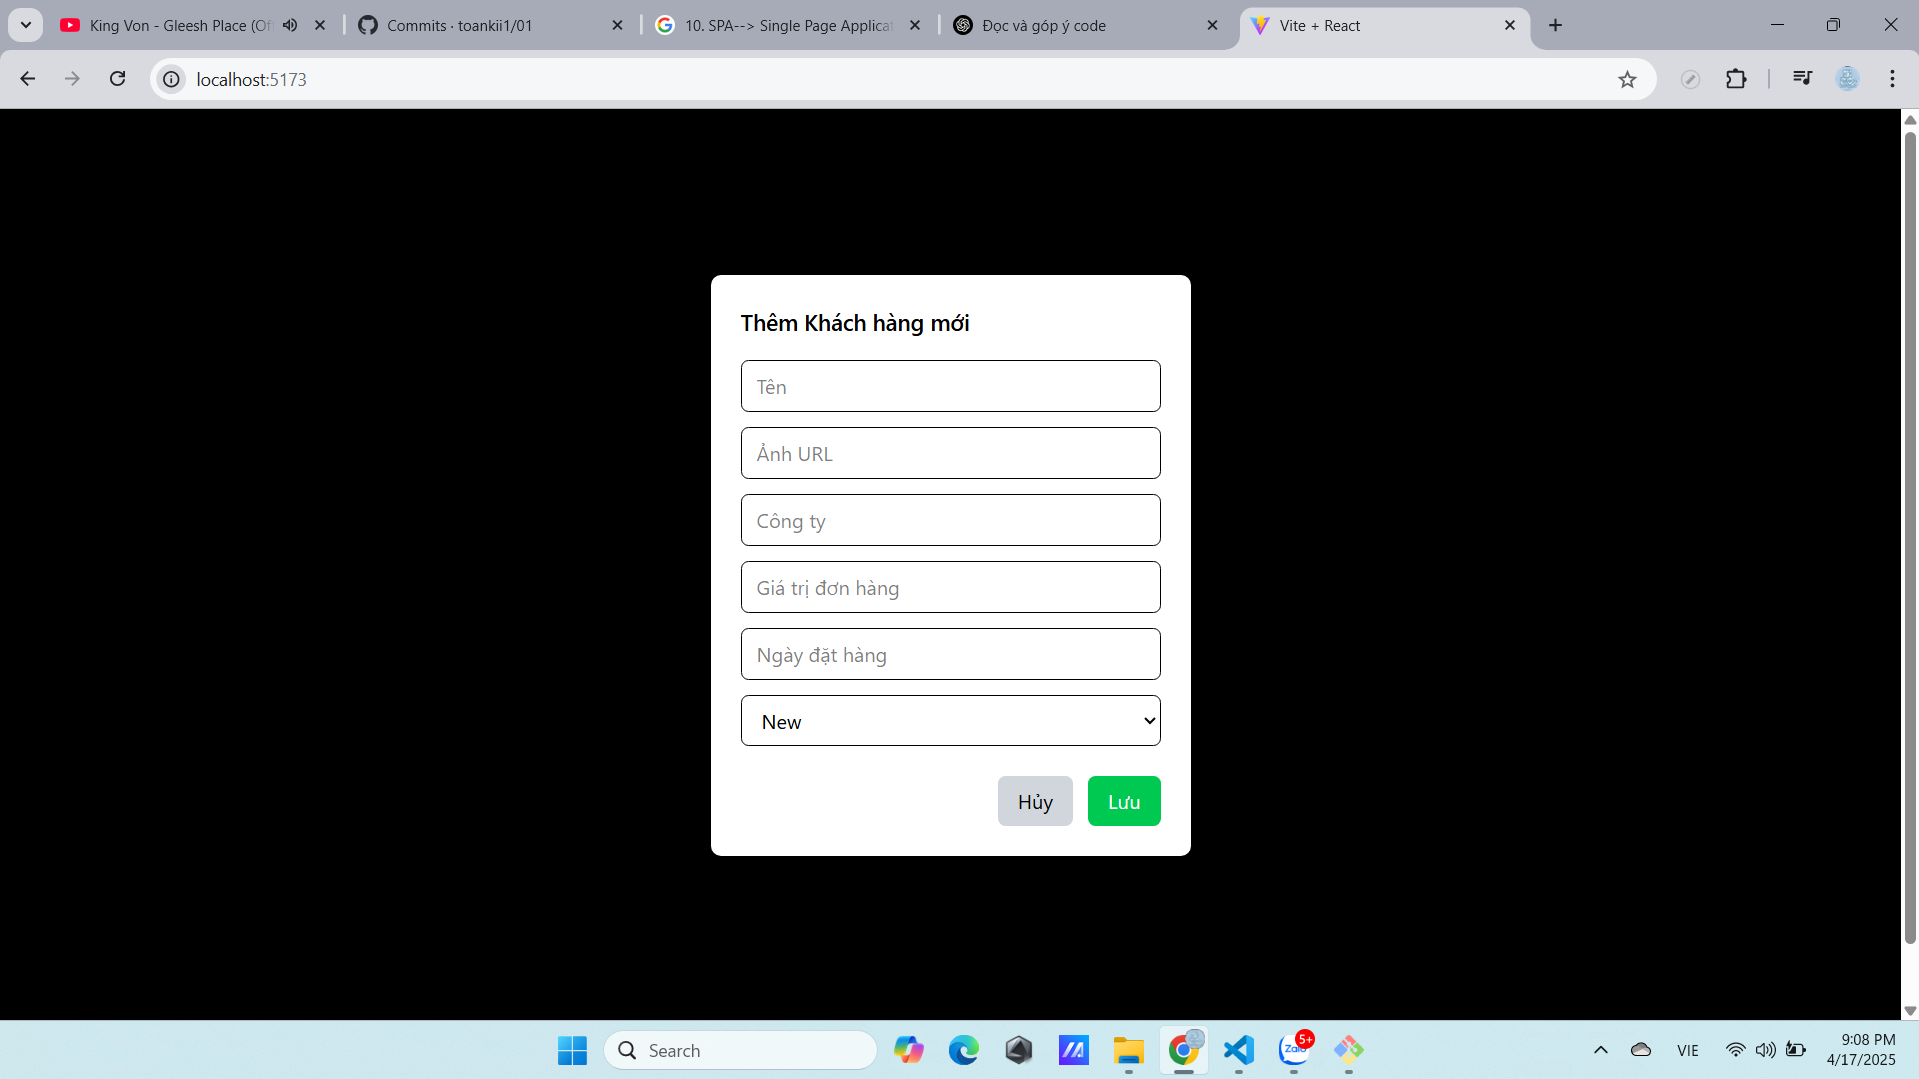 King Von - Gleesh Place (Of
Commits · toankii1/01
10. SPA--> Single Page Applicat
Đọc và góp ý code
Vite + React
localhost:5173
Thêm Khách hàng mới
Tên
Ảnh URL
Công ty
Giá trị đơn hàng
Ngày đặt hàng
New
Hủy
Lưu
Search
Zalo
5+
VIE
9:08 PM
4/17/2025